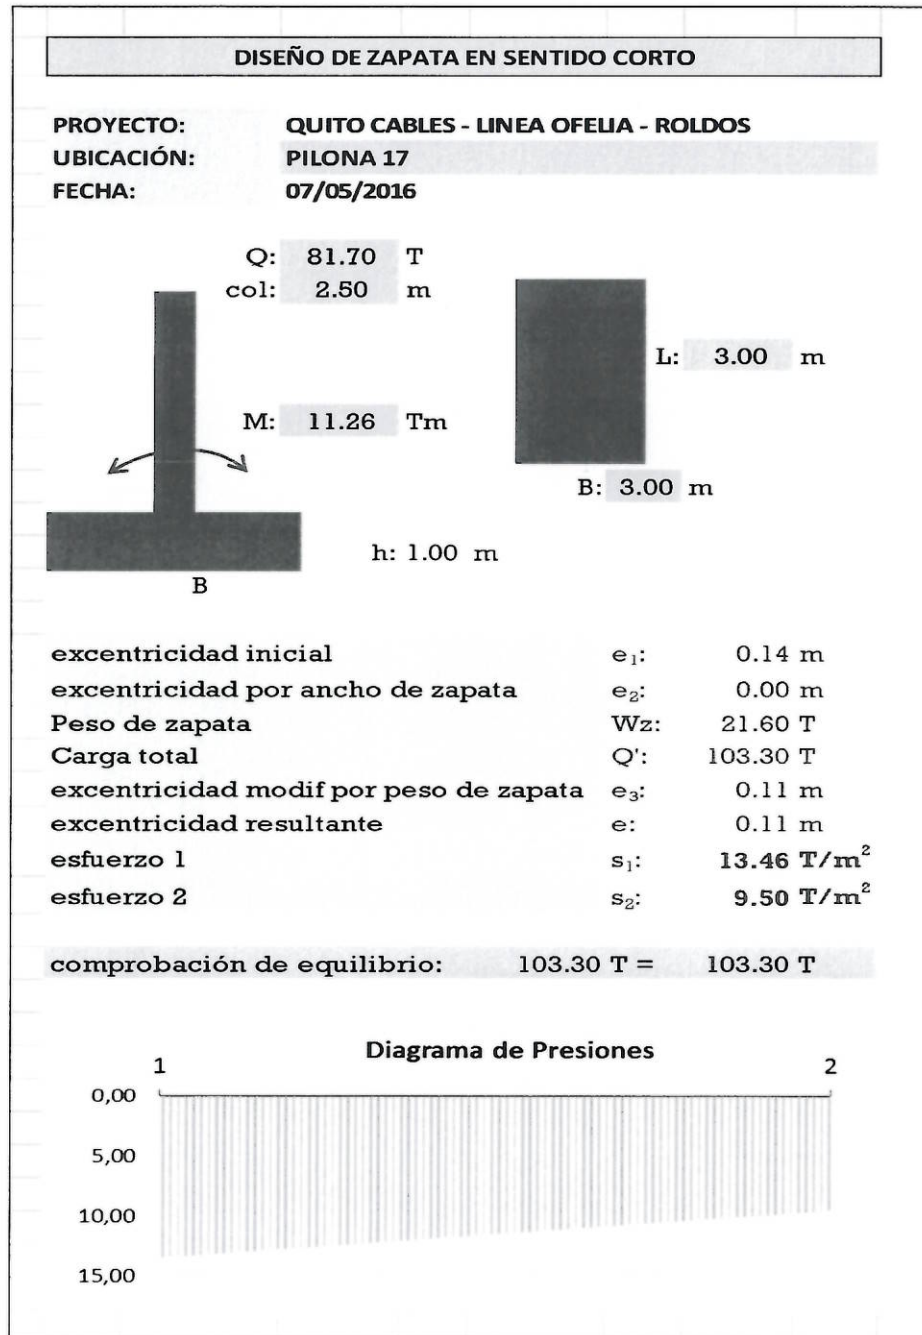 DISEÑO DE ZAPATA EN SENTIDO CORTO
PROYECTO: QUITO CABLES - LINEA OFELIA - ROLDOS
UBICACIÓN: PILONA 17
FECHA: 07/05/2016
Q: 81.70 T
col: 2.50 m
L: 3.00 m
M: 11.26 Tm
B: 3.00 m
h: 1.00 m
B
excentricidad inicial e₁: 0.14 m
excentricidad por ancho de zapata e₂: 0.00 m
Peso de zapata Wz: 21.60 T
Carga total Q': 103.30 T
excentricidad modif por peso de zapata e₃: 0.11 m
excentricidad resultante e: 0.11 m
esfuerzo 1 s₁: 13.46 T/m²
esfuerzo 2 s₂: 9.50 T/m²
comprobación de equilibrio: 103.30 T = 103.30 T
Diagrama de Presiones
1 2
0,00
5,00
10,00
15,00